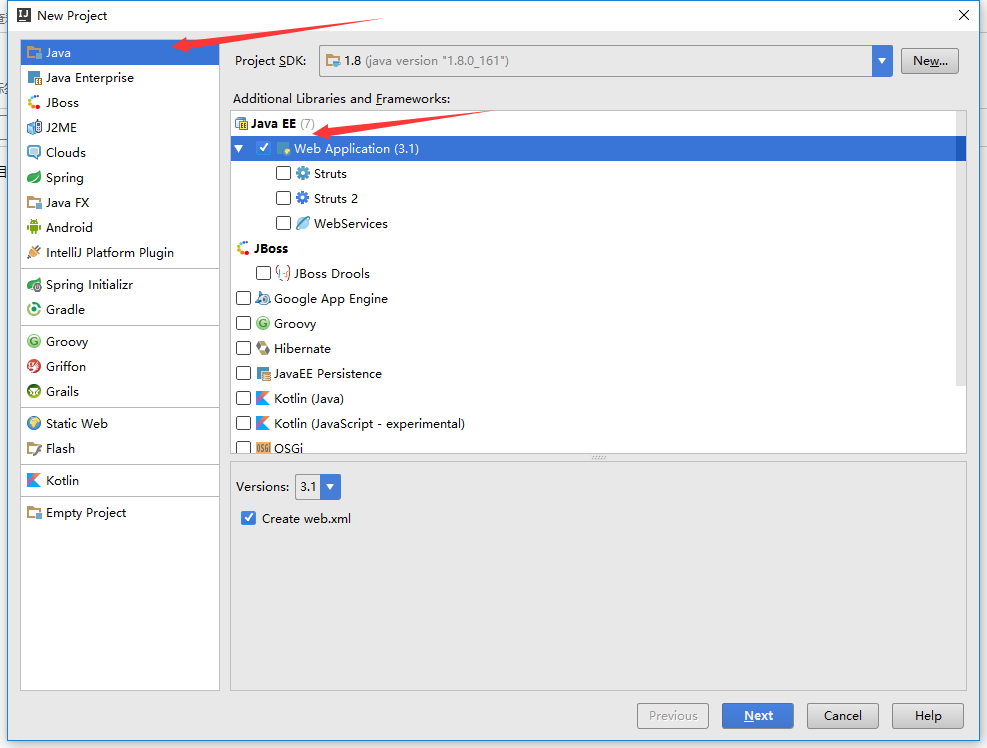 New Project
Java
Java Enterprise
JBoss
J2ME
Clouds
Spring
Java FX
Android
IntelliJ Platform Plugin
Spring Initializr
Gradle
Groovy
Griffon
Grails
Static Web
Flash
Kotlin
Empty Project
Project SDK: 1.8 (java version "1.8.0_161") New...
Additional Libraries and Frameworks:
Java EE (7)
Web Application (3.1)
Struts
Struts 2
WebServices
JBoss
JBoss Drools
Google App Engine
Groovy
Hibernate
JavaEE Persistence
Kotlin (Java)
Kotlin (JavaScript - experimental)
OSGi
Versions: 3.1
Create web.xml
Previous Next Cancel Help